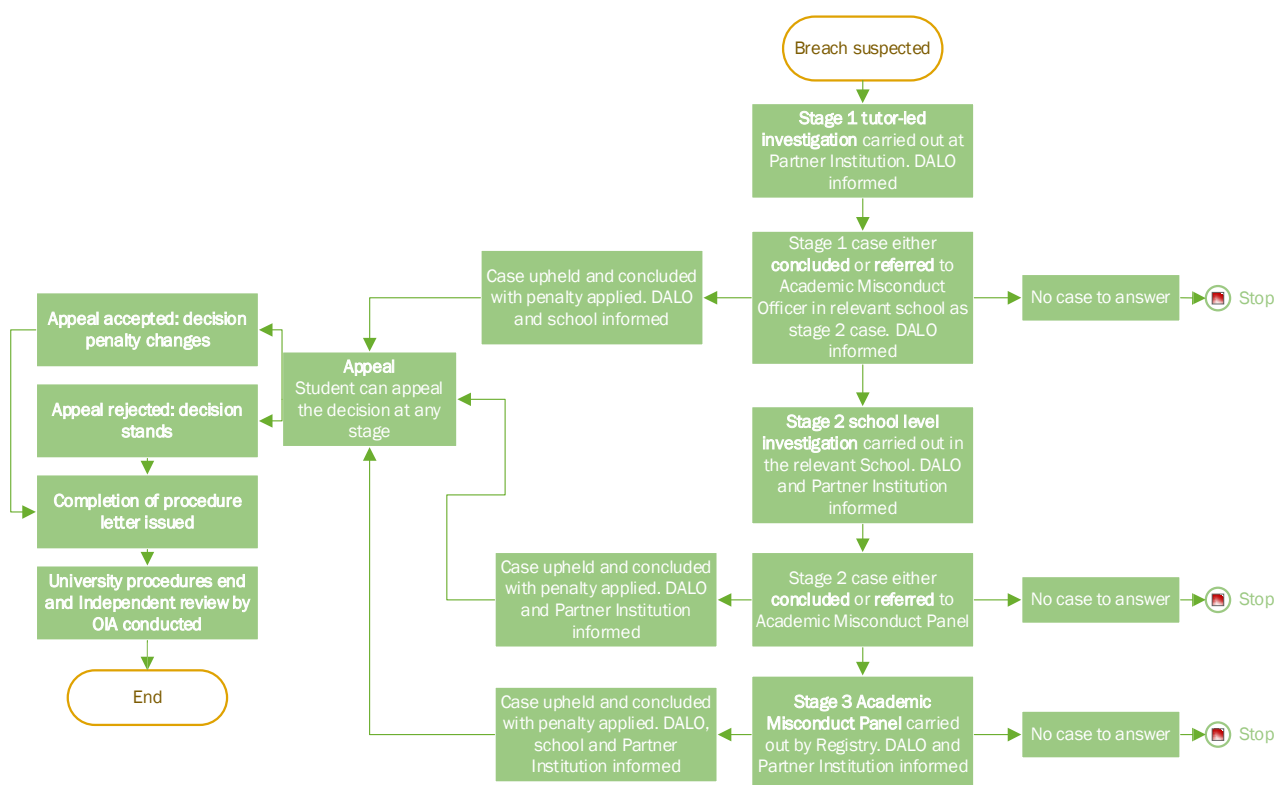 Breach suspected
Stage 1 tutor-led
investigation carried out at
Partner Institution. DALO
informed
Stage 1 case either
concluded or referred to
Academic Misconduct
Officer in relevant school as
stage 2 case. DALO
informed
Case upheld and concluded
with penalty applied. DALO
and school informed
No case to answer
Stop
Appeal accepted: decision
penalty changes
Appeal
Student can appeal
the decision at any
stage
Appeal rejected: decision
stands
Stage 2 school level
investigation carried out in
the relevant School. DALO
and Partner Institution
informed
Completion of procedure
letter issued
Case upheld and concluded
with penalty applied. DALO
and Partner Institution
informed
Stage 2 case either
concluded or referred to
Academic Misconduct Panel
No case to answer
Stop
University procedures end
and Independent review by
OIA conducted
End
Case upheld and concluded
with penalty applied. DALO,
school and Partner
Institution informed
Stage 3 Academic
Misconduct Panel carried
out by Registry. DALO and
Partner Institution informed
No case to answer
Stop